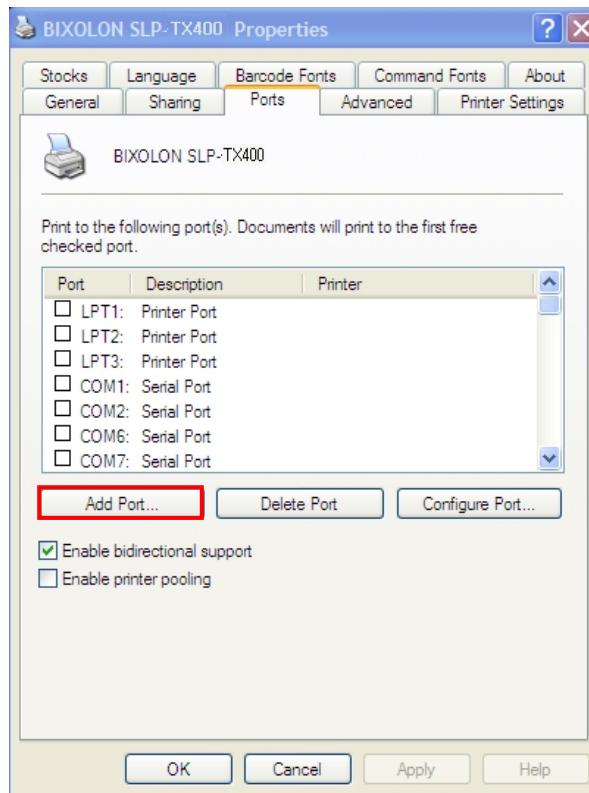 BIXOLON SLP-TX400 Properties
?
Stocks Language Barcode Fonts Command Fonts About
General Sharing Ports Advanced Printer Settings
BIXOLON SLP-TX400
Print to the following port(s). Documents will print to the first free
checked port.
Port Description Printer
LPT1: Printer Port
LPT2: Printer Port
LPT3: Printer Port
COM1: Serial Port
COM2: Serial Port
COM6: Serial Port
COM7: Serial Port
Add Port... Delete Port Configure Port...
Enable bidirectional support
Enable printer pooling
OK Cancel Apply Help